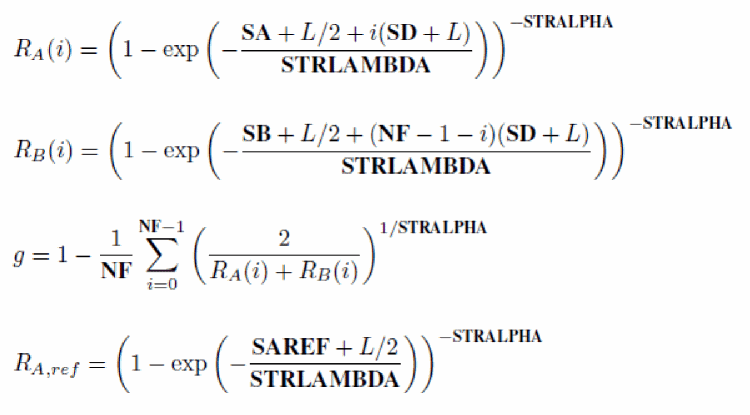 R_A(i) = \left(1 - \exp\left(-\frac{\mathbf{SA} + L/2 + i(\mathbf{SD} + L)}{\mathbf{STRLAMBDA}}\right)\right)^{-\mathbf{STRALPHA}}
R_B(i) = \left(1 - \exp\left(-\frac{\mathbf{SB} + L/2 + (\mathbf{NF} - 1 - i)(\mathbf{SD} + L)}{\mathbf{STRLAMBDA}}\right)\right)^{-\mathbf{STRALPHA}}
g = 1 - \frac{1}{\mathbf{NF}} \sum_{i=0}^{\mathbf{NF}-1} \left(\frac{2}{R_A(i) + R_B(i)}\right)^{1/\mathbf{STRALPHA}}
R_{A,ref} = \left(1 - \exp\left(-\frac{\mathbf{SAREF} + L/2}{\mathbf{STRLAMBDA}}\right)\right)^{-\mathbf{STRALPHA}}